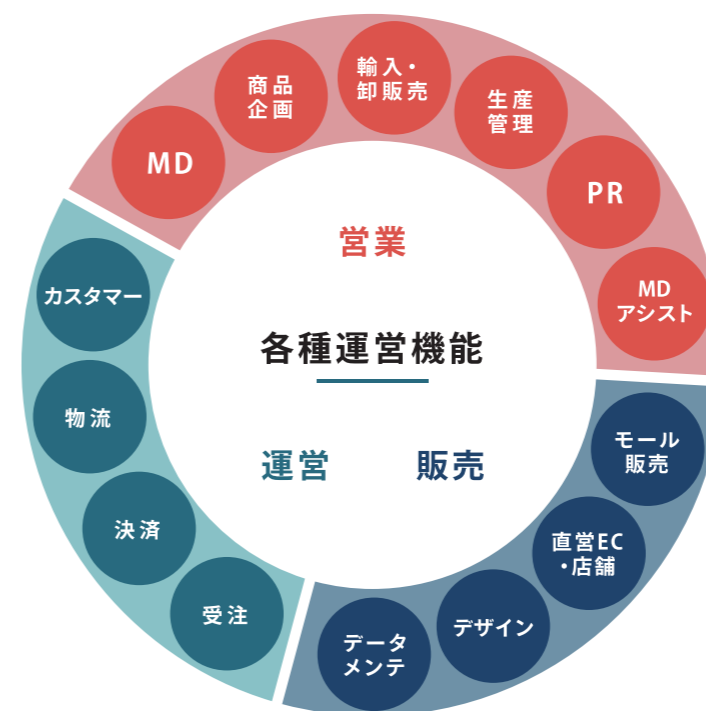 MD
商品
企画
輸入・
卸販売
生産
管理
PR
MD
アシスト
営業
各種運営機能
運営
販売
カスタマー
物流
決済
受注
モール
販売
直営EC
・店舗
デザイン
データ
メンテ